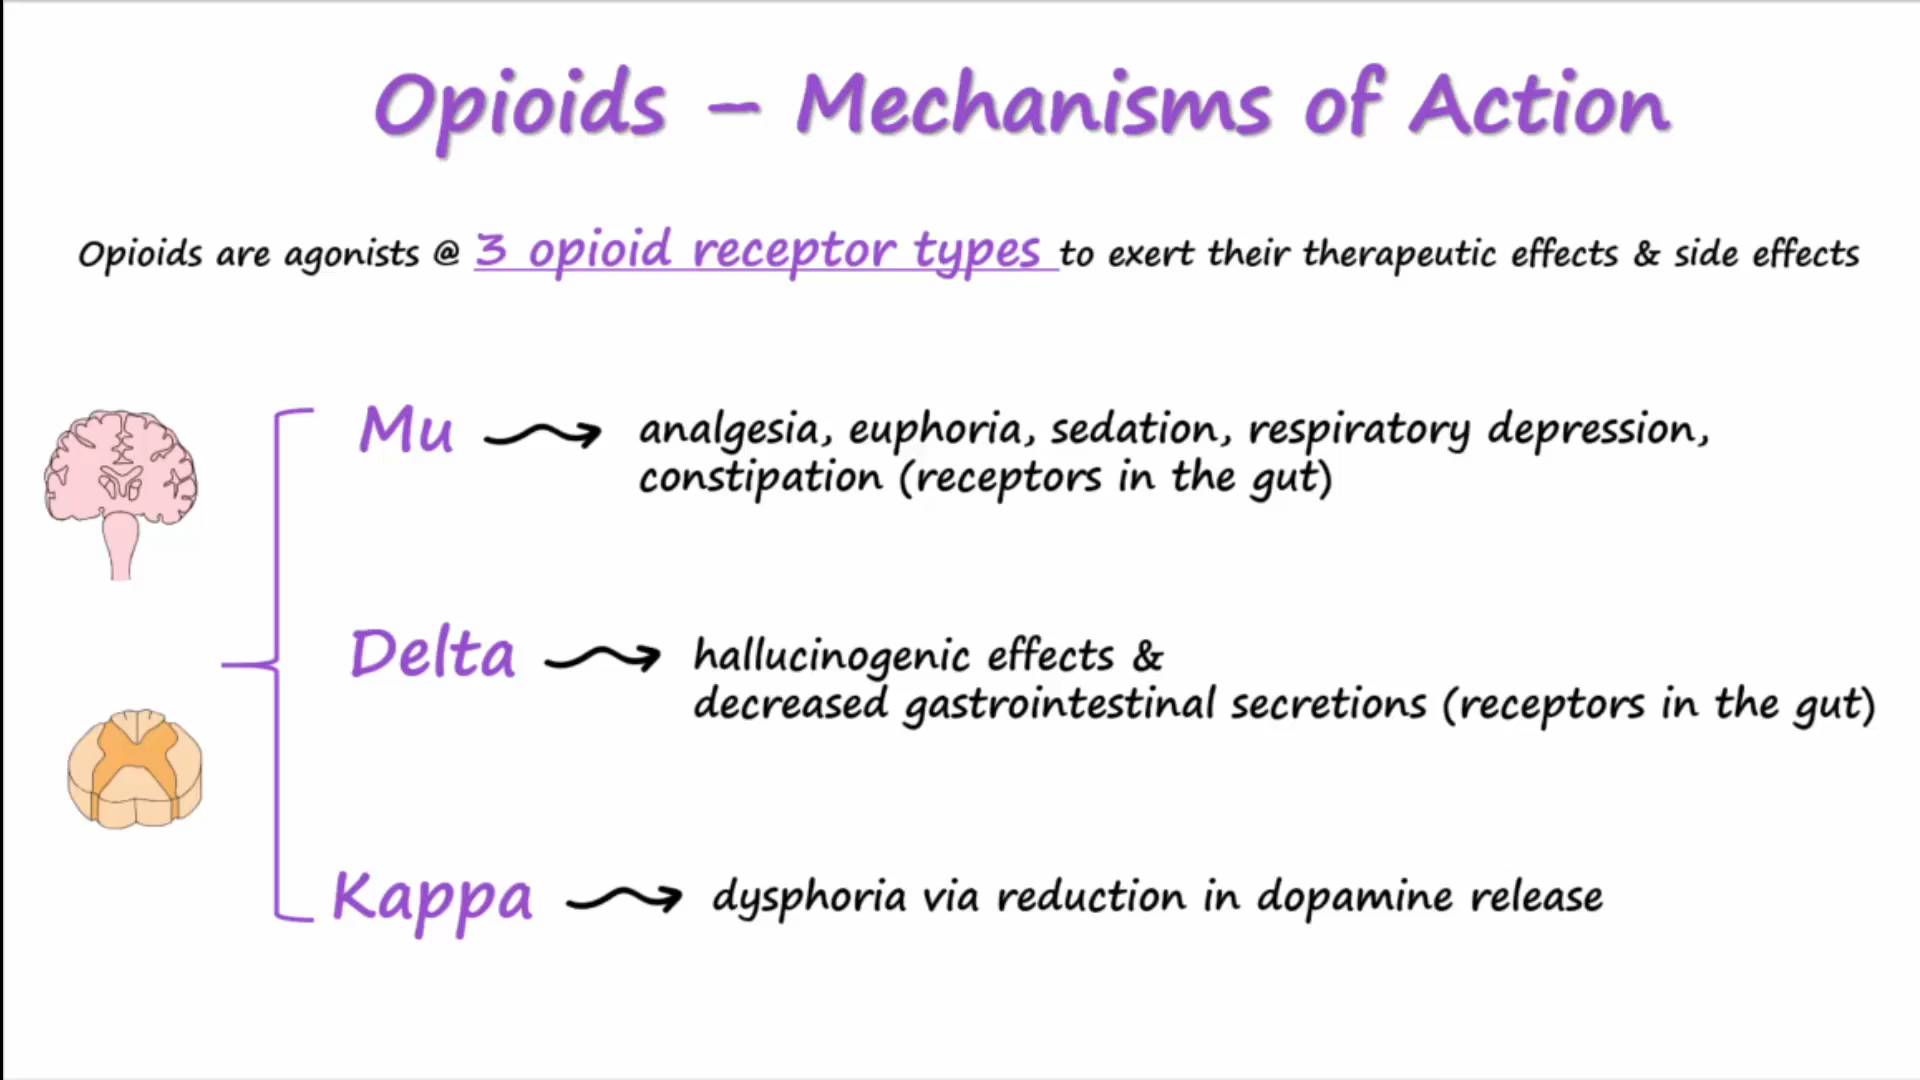 Opioids – Mechanisms of Action
Opioids are agonists @ 3 opioid receptor types to exert their therapeutic effects & side effects
Mu analgesia, euphoria, sedation, respiratory depression,
constipation (receptors in the gut)
Delta hallucinogenic effects &
decreased gastrointestinal secretions (receptors in the gut)
Kappa dysphoria via reduction in dopamine release